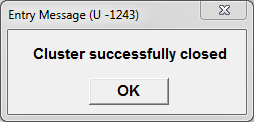 Entry Message (U -1243)
Cluster successfully closed
OK